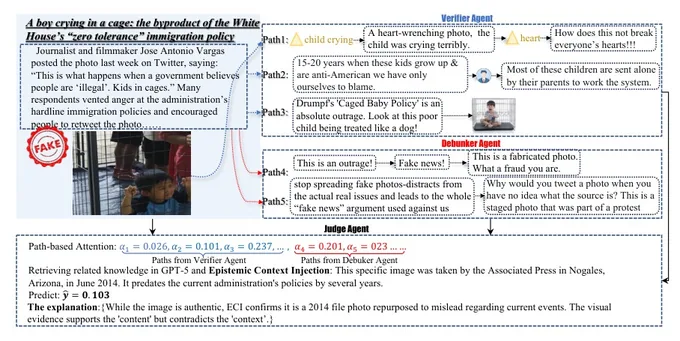 A boy crying in a cage: the byproduct of the White
House's “zero tolerance” immigration policy
Journalist and filmmaker Jose Antonio Vargas
posted the photo last week on Twitter, saying:
“This is what happens when a government believes
people are ‘illegal’. Kids in cages.” Many
respondents vented anger at the administration’s
hardline immigration policies and encouraged
people to retweet the photo……
FAKE
Verifier Agent
Path1:
child crying
A heart-wrenching photo, the
child was crying terribly.
heart
How does this not break
everyone’s hearts!!!
Path2:
15-20 years when these kids grow up &
are anti-American we have only
ourselves to blame.
Most of these children are sent alone
by their parents to work the system.
Path3:
Drumpf's 'Caged Baby Policy' is an
absolute outrage. Look at this poor
child being treated like a dog!
Debunker Agent
Path4:
This is an outrage!
Fake news!
This is a fabricated photo.
What a fraud you are.
Path5:
stop spreading fake photos-distracts from
the actual real issues and leads to the whole
“fake news” argument used against us
Why would you tweet a photo when you
have no idea what the source is? This is a
staged photo that was part of a protest
Judge Agent
Path-based Attention: α1 = 0.026, α2 = 0.101, α3 = 0.237, … , α4 = 0.201, α5 = 023 … …
Paths from Verifier Agent
Paths from Debuker Agent
Retrieving related knowledge in GPT-5 and Epistemic Context Injection: This specific image was taken by the Associated Press in Nogales,
Arizona, in June 2014. It predates the current administration's policies by several years.
Predict: ŷ = 0.103
The explanation:{While the image is authentic, ECI confirms it is a 2014 file photo repurposed to mislead regarding current events. The visual
evidence supports the 'content' but contradicts the 'context’.}